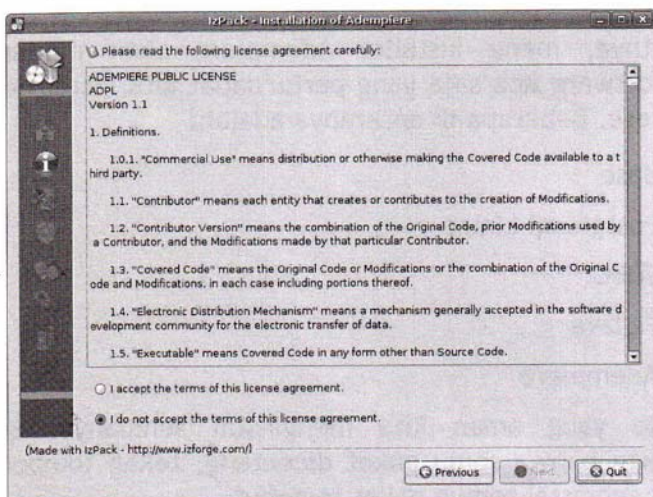 IzPack - Installation of Adempiere
Please read the following license agreement carefully:
ADEMPIERE PUBLIC LICENSE
ADPL
Version 1.1
1. Definitions.
1.0.1. "Commercial Use" means distribution or otherwise making the Covered Code available to a t
hird party.
1.1. "Contributor" means each entity that creates or contributes to the creation of Modifications.
1.2. "Contributor Version" means the combination of the Original Code, prior Modifications used by
a Contributor, and the Modifications made by that particular Contributor.
1.3. "Covered Code" means the Original Code or Modifications or the combination of the Original C
ode and Modifications, in each case including portions thereof.
1.4. "Electronic Distribution Mechanism" means a mechanism generally accepted in the software d
evelopment community for the electronic transfer of data.
1.5. "Executable" means Covered Code in any form other than Source Code.
I accept the terms of this license agreement.
I do not accept the terms of this license agreement.
(Made with IzPack - http://www.izforge.com/)
Previous Next Quit